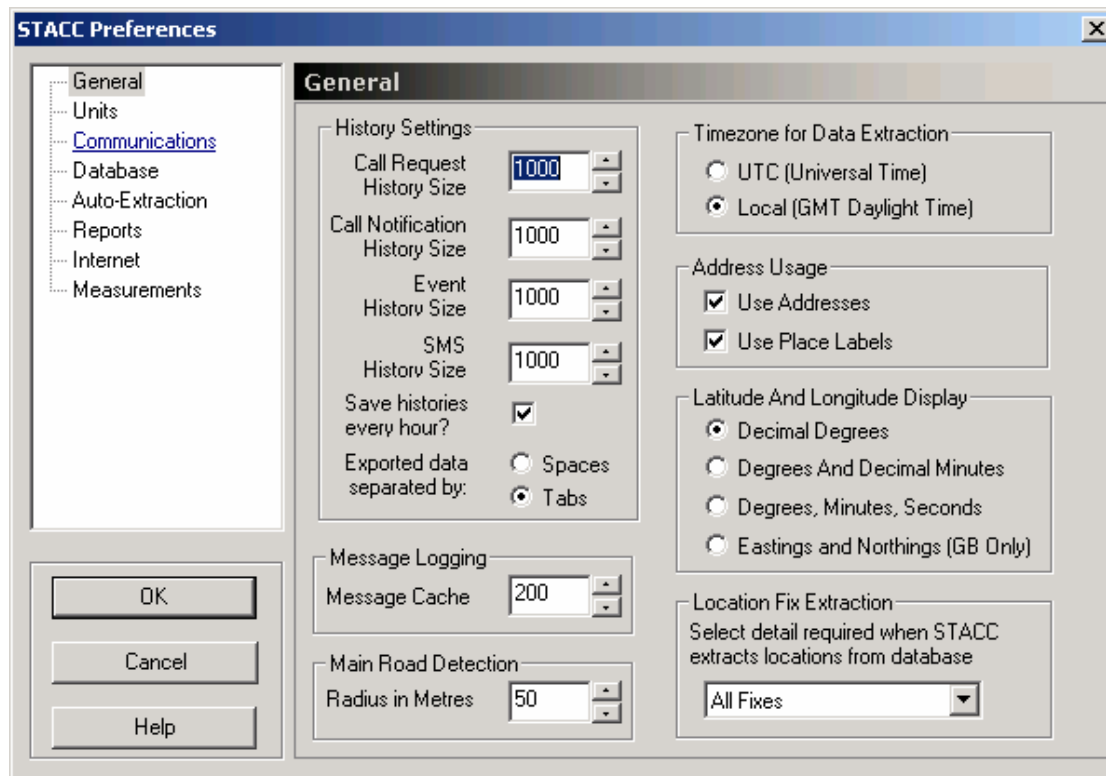 STACC Preferences
General
Units
Communications
Database
Auto-Extraction
Reports
Internet
Measurements
OK
Cancel
Help
General
History Settings
Call Request
History Size
1000
Call Notification
History Size
1000
Event
History Size
1000
SMS
History Size
1000
Save histories
every hour?
Exported data
separated by:
Spaces
Tabs
Message Logging
Message Cache
200
Main Road Detection
Radius in Metres
50
Timezone for Data Extraction
UTC (Universal Time)
Local (GMT Daylight Time)
Address Usage
Use Addresses
Use Place Labels
Latitude And Longitude Display
Decimal Degrees
Degrees And Decimal Minutes
Degrees, Minutes, Seconds
Eastings and Northings (GB Only)
Location Fix Extraction
Select detail required when STACC
extracts locations from database
All Fixes